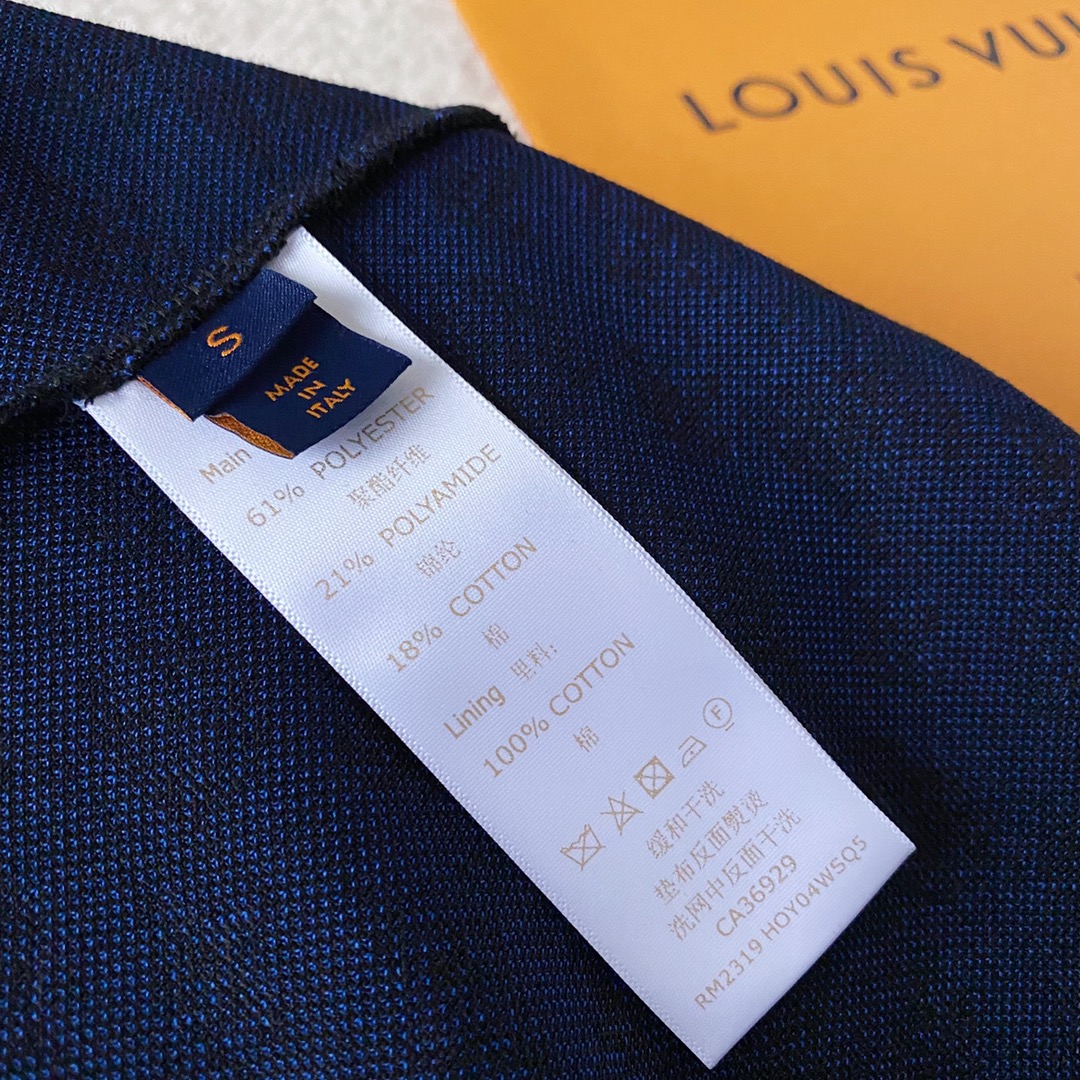 LOUIS VUI
S
MADE
IN
ITALY
Main
61% POLYESTER
聚酯纤维
21% POLYAMIDE
锦纶
18% COTTON
棉
Lining 里料:
100% COTTON
棉
F
缓和干洗
垫布反面熨烫
洗网中反面干洗
CA36929
RM2319 HOY04WSQ5